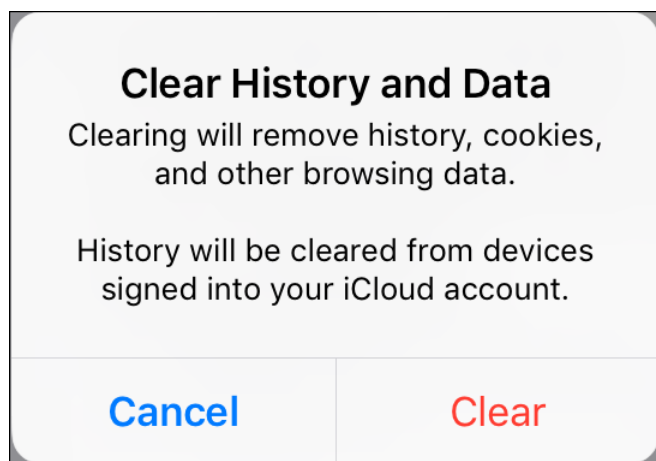 Clear History and Data
Clearing will remove history, cookies,
and other browsing data.
History will be cleared from devices
signed into your iCloud account.
Cancel
Clear